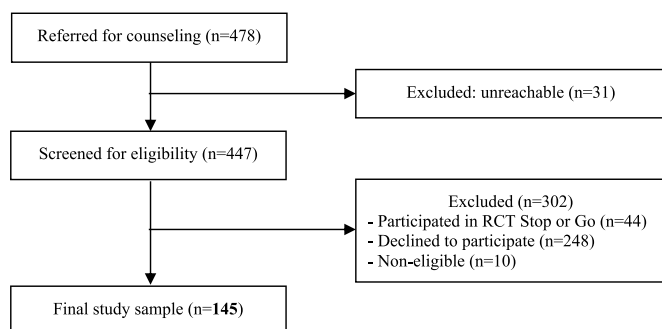 Referred for counseling (n=478)
Excluded: unreachable (n=31)
Screened for eligibility (n=447)
Excluded (n=302)
- Participated in RCT Stop or Go (n=44)
- Declined to participate (n=248)
- Non-eligible (n=10)
Final study sample (n=145)